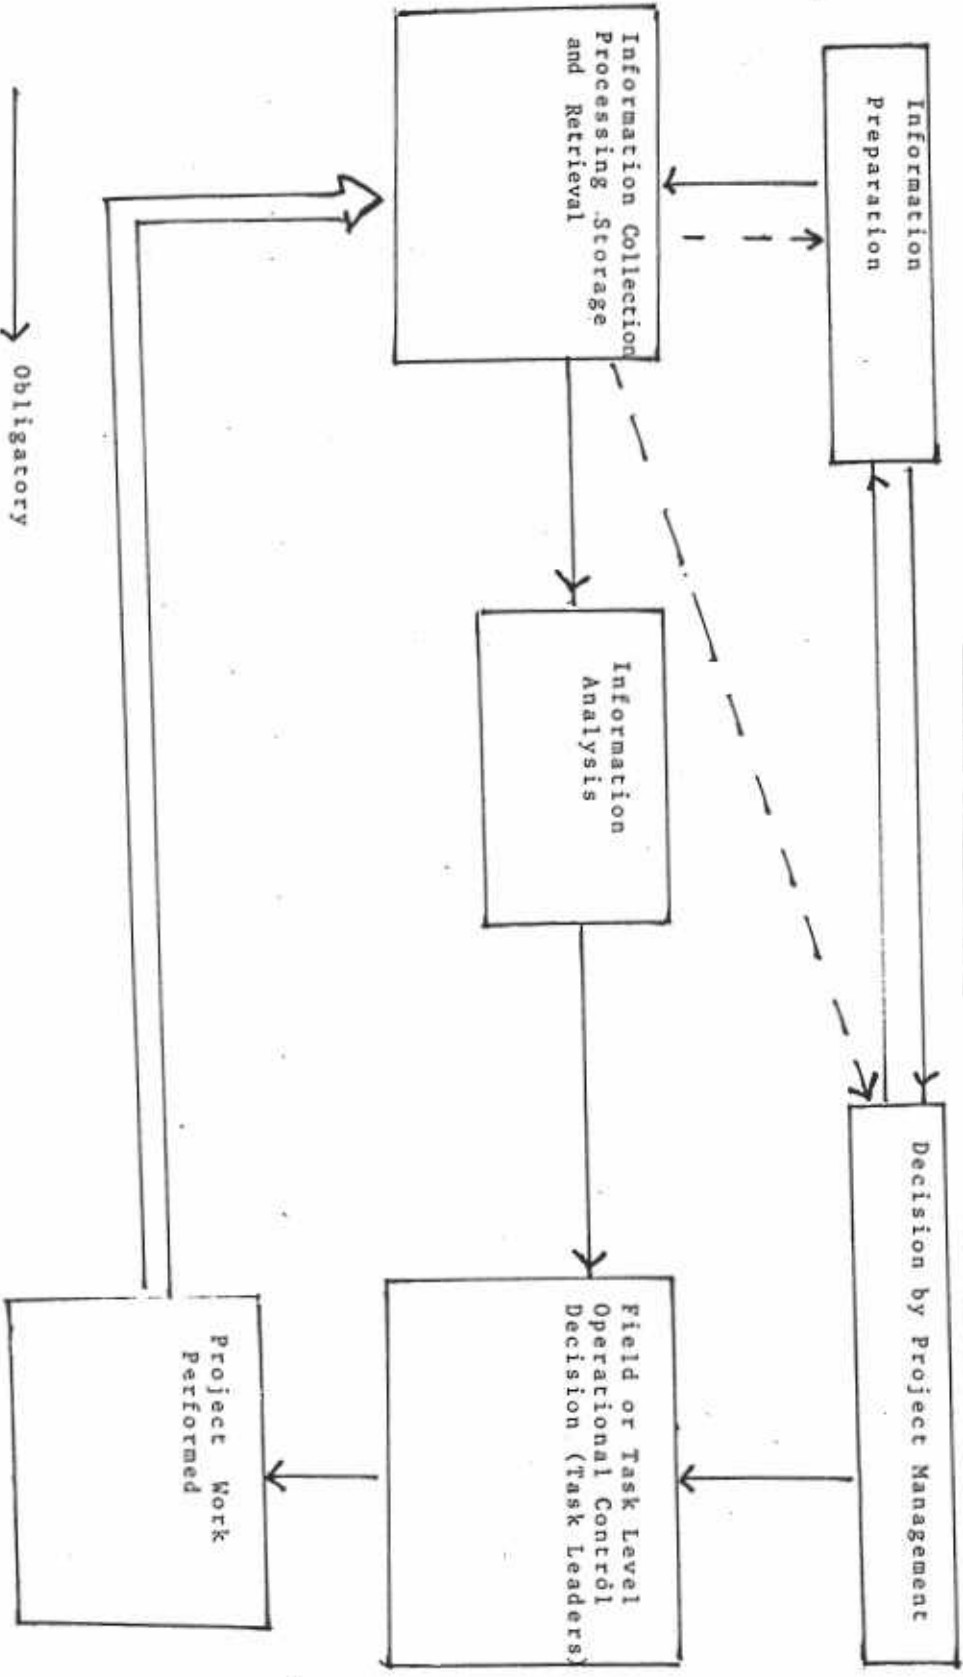 Information
Preparation
Decision by Project Management
Information Collection
Processing Storage
and Retrieval
Information
Analysis
Field or Task Level
Operational Control
Decision (Task Leaders)
Project Work
Performed
Obligatory